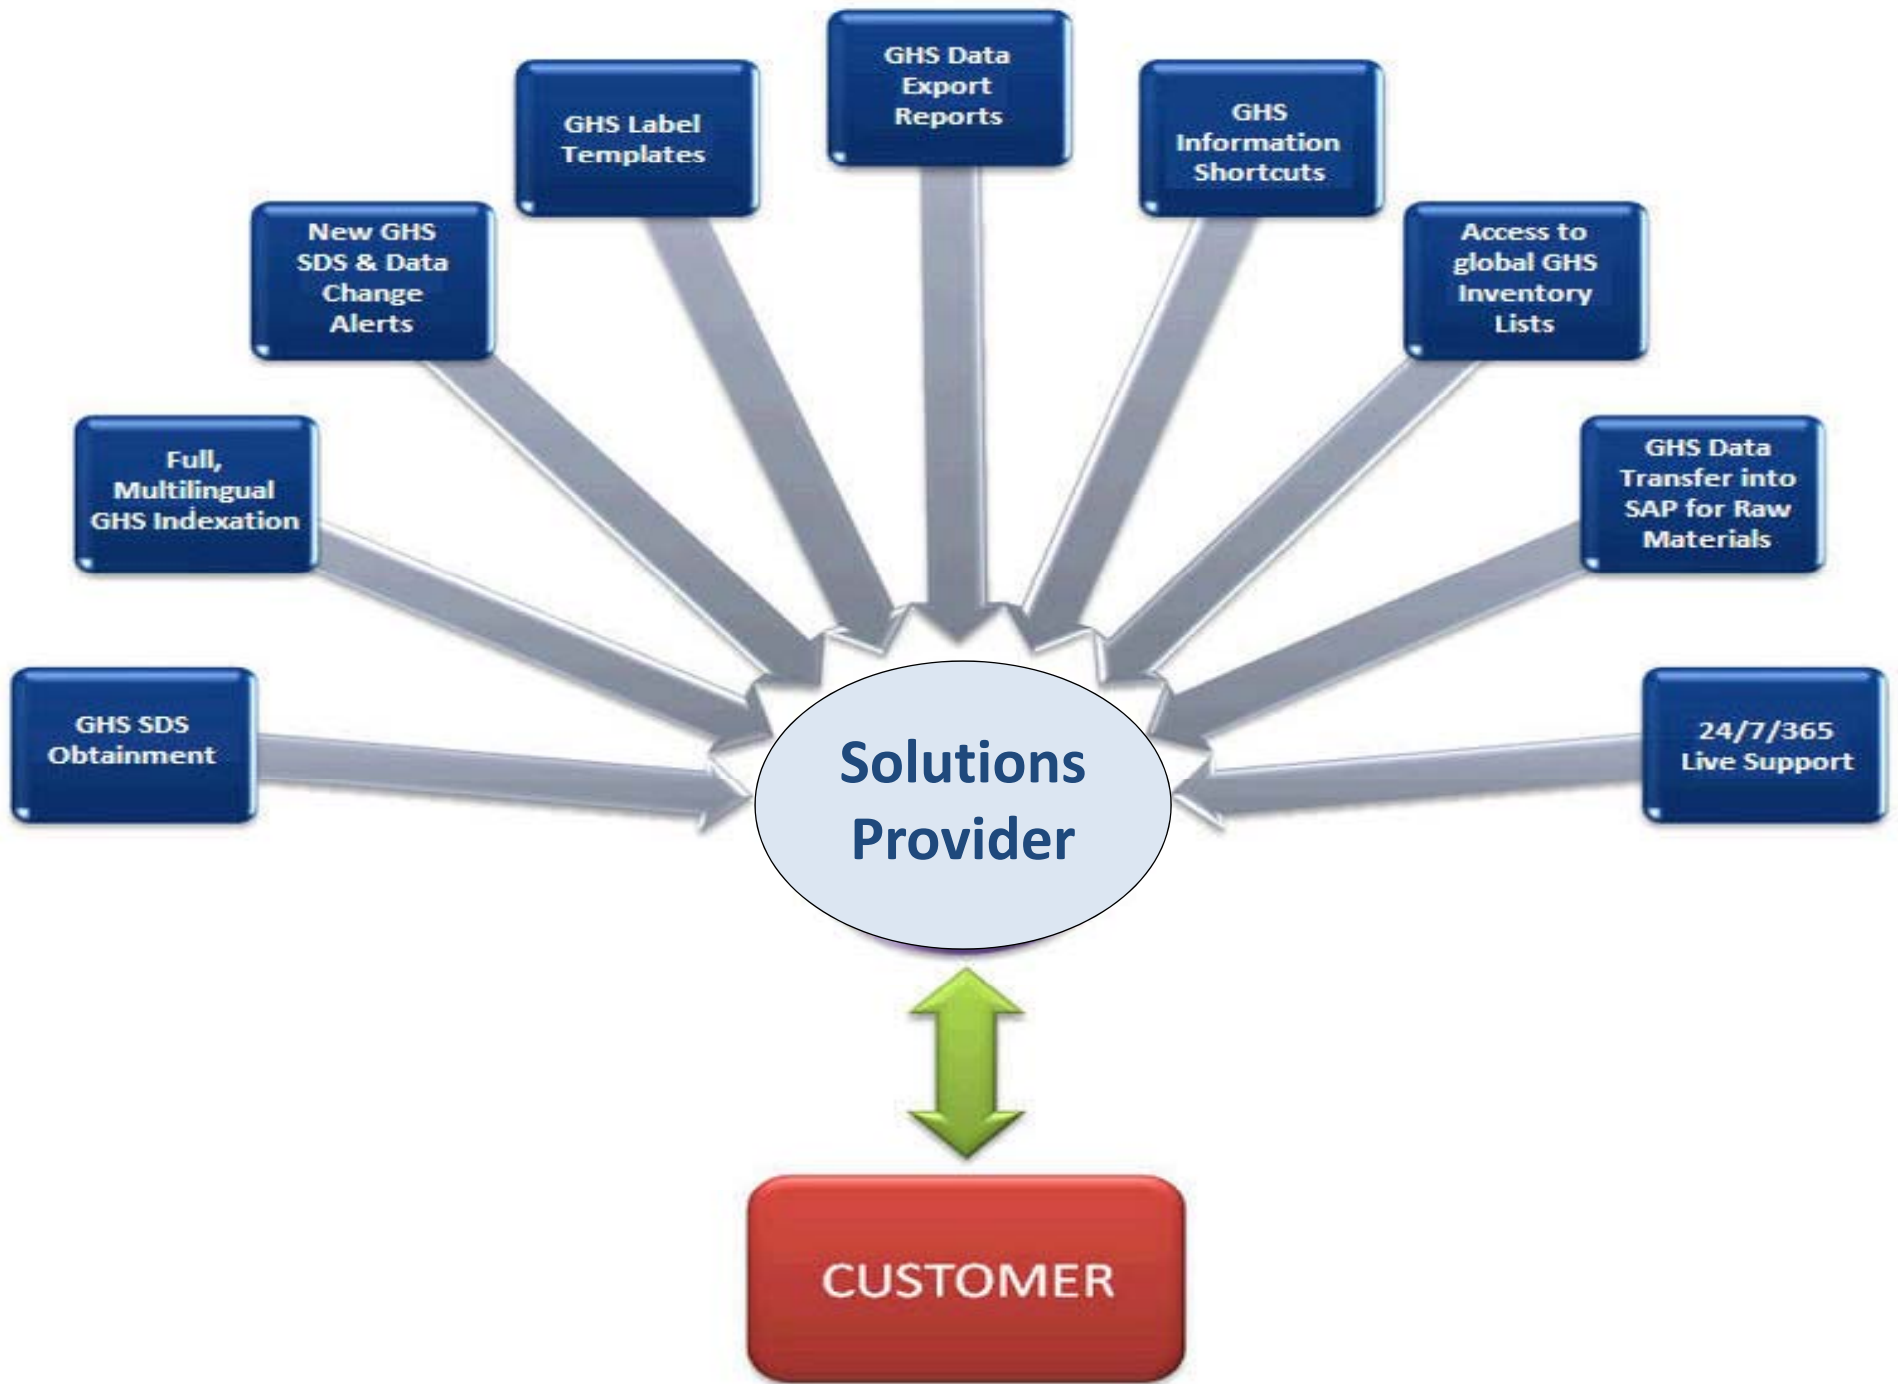 GHS Data
Export
Reports
GHS Label
Templates
GHS
Information
Shortcuts
New GHS
SDS & Data
Change
Alerts
Access to
global GHS
Inventory
Lists
Full,
Multilingual
GHS Indexation
GHS Data
Transfer into
SAP for Raw
Materials
GHS SDS
Obtainment
24/7/365
Live Support
Solutions
Provider
CUSTOMER